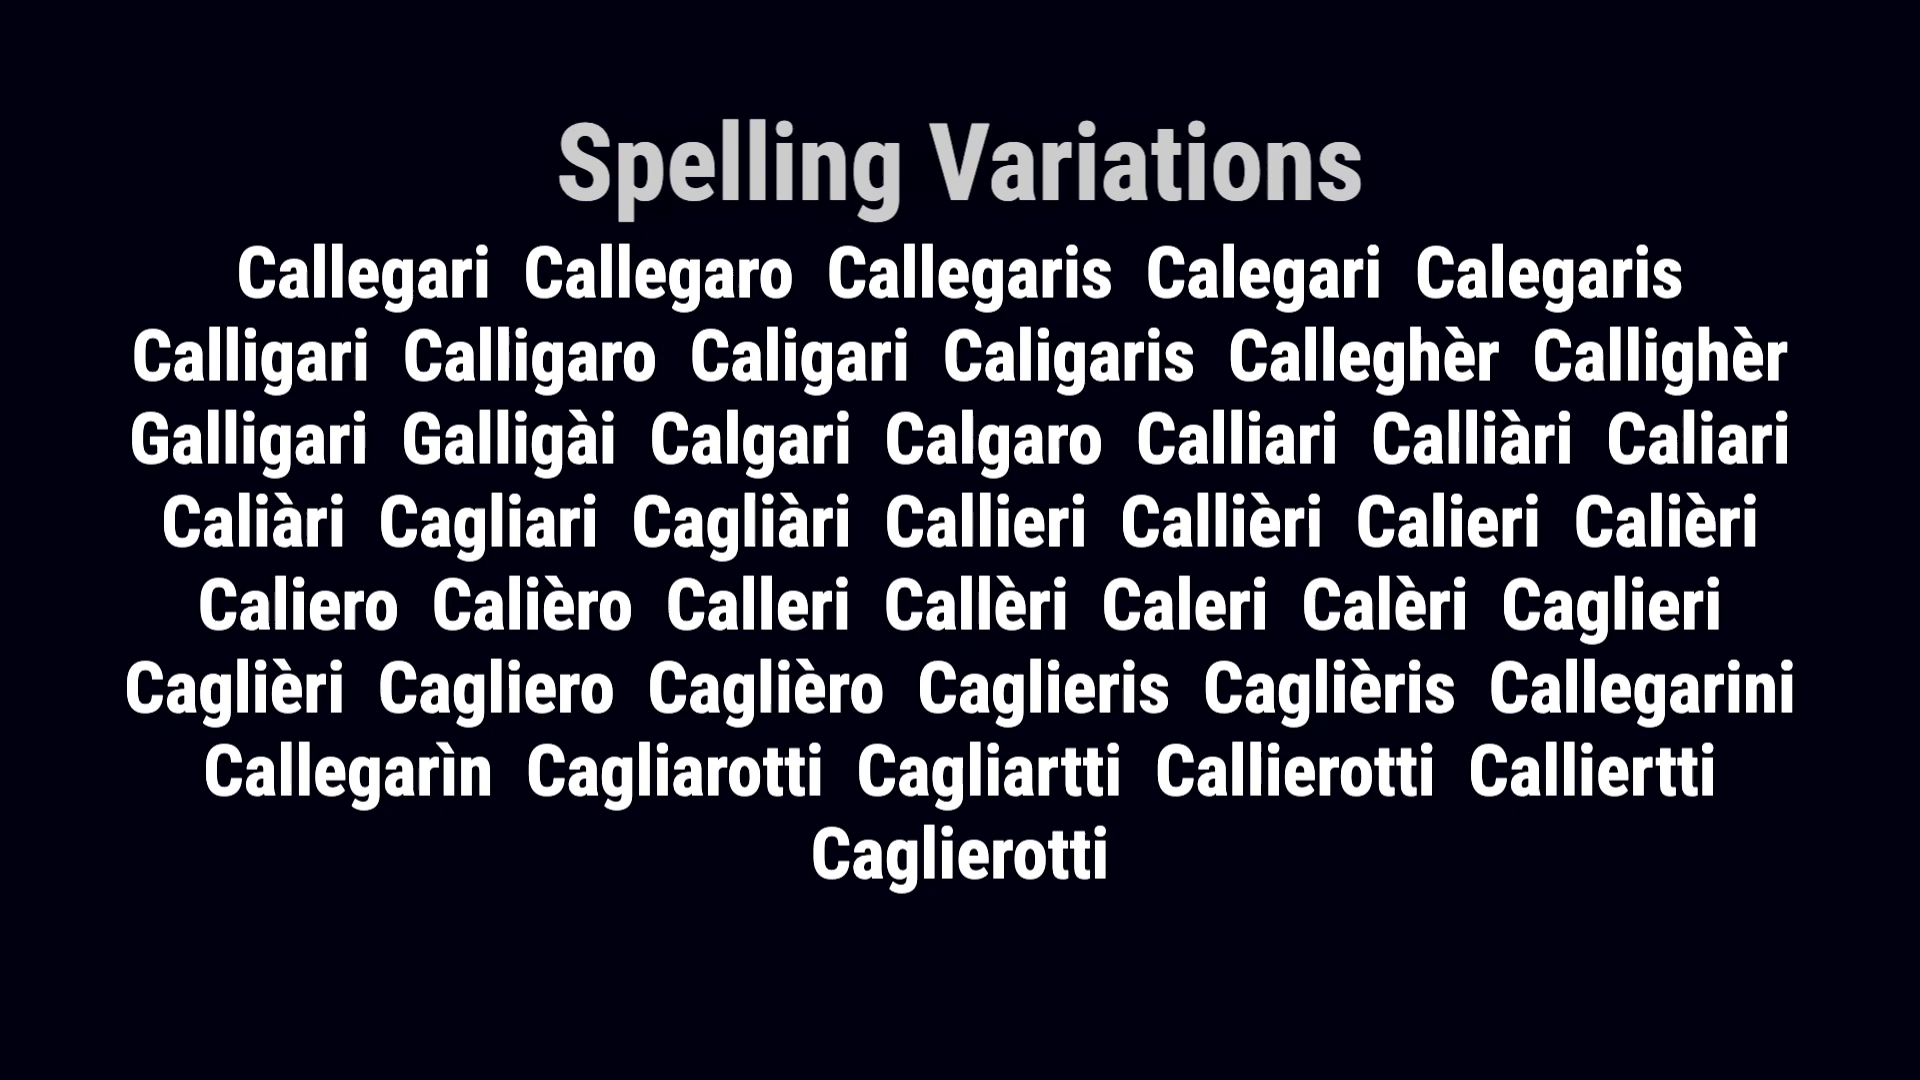 Spelling Variations
Callegari Callegaro Callegaris Calegari Calegaris
Calligari Calligaro Caligari Caligaris Calleghèr Callighèr
Galligari Galligài Calgari Calgaro Calliari Calliàri Caliari
Caliàri Cagliari Cagliàri Callieri Callièri Calieri Calièri
Caliero Calièro Calleri Callèri Caleri Calèri Caglieri
Caglièri Cagliero Caglièro Caglieris Caglièris Callegarini
Callegarìn Cagliarotti Cagliartti Callierotti Calliertti
Caglierotti